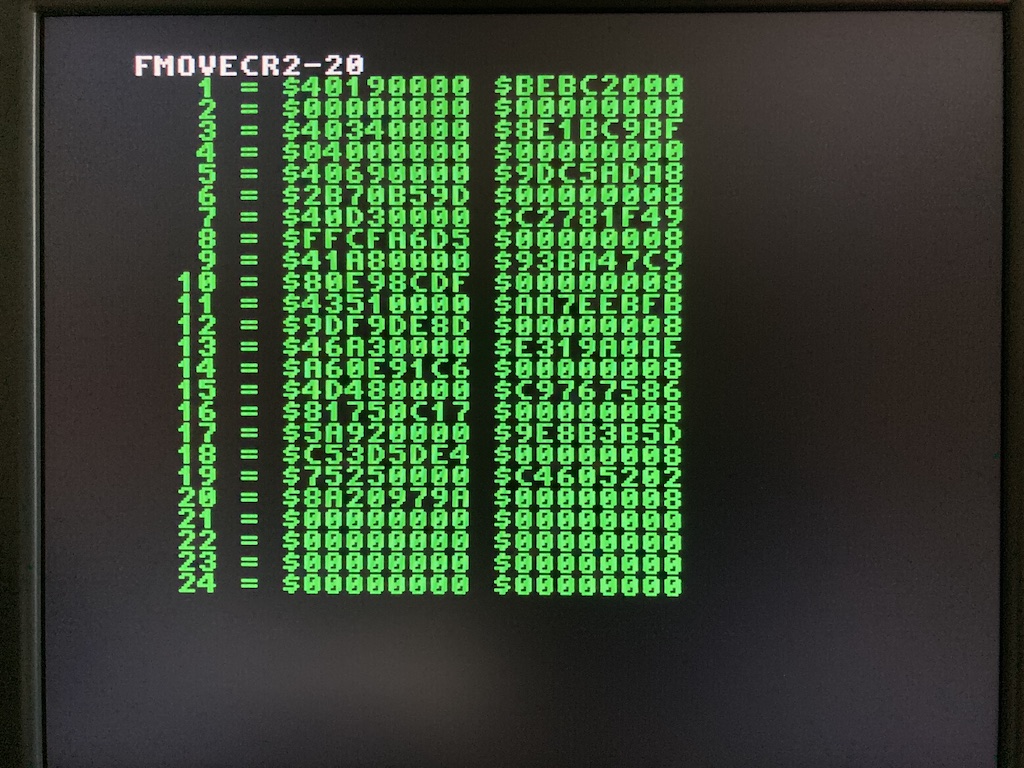 FMOVECR2-20
1 = $40190000 $BEBC2000
2 = $00000000 $00000000
3 = $40340000 $8E1BC9BF
4 = $04000000 $00000000
5 = $40690000 $9DC5ADA8
6 = $2B70B59D $00000008
7 = $40D30000 $C2781F49
8 = $FFCFA6D5 $00000008
9 = $41A80000 $93BA47C9
10 = $80E98CDF $00000008
11 = $43510000 $AA7EEBFB
12 = $9DF9DE8D $00000008
13 = $46A30000 $E319A0AE
14 = $A60E91C6 $00000008
15 = $4D480000 $C9767586
16 = $81750C17 $00000008
17 = $5A920000 $9E8B3B5D
18 = $C53D5DE4 $00000008
19 = $75250000 $C4605202
20 = $8A20979A $00000008
21 = $00000000 $00000000
22 = $00000000 $00000000
23 = $00000000 $00000000
24 = $00000000 $00000000